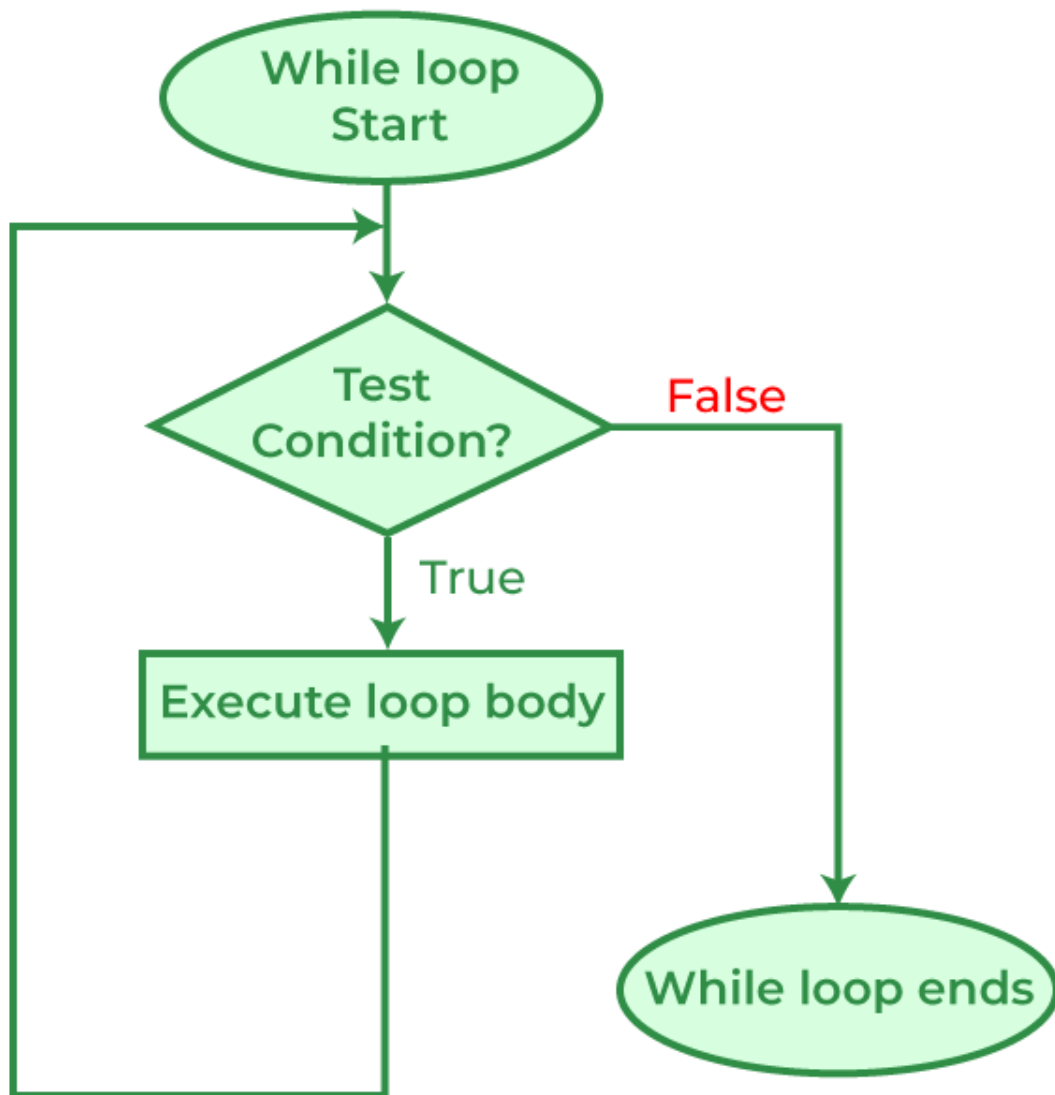 While loop
Start
Test
Condition?
False
True
Execute loop body
While loop ends